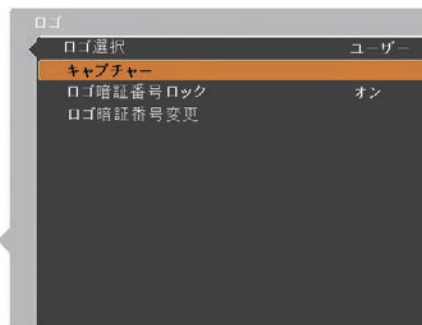 ロゴ
ロゴ選択 ユーザー
キャプチャー
ロゴ暗証番号ロック オン
ロゴ暗証番号変更